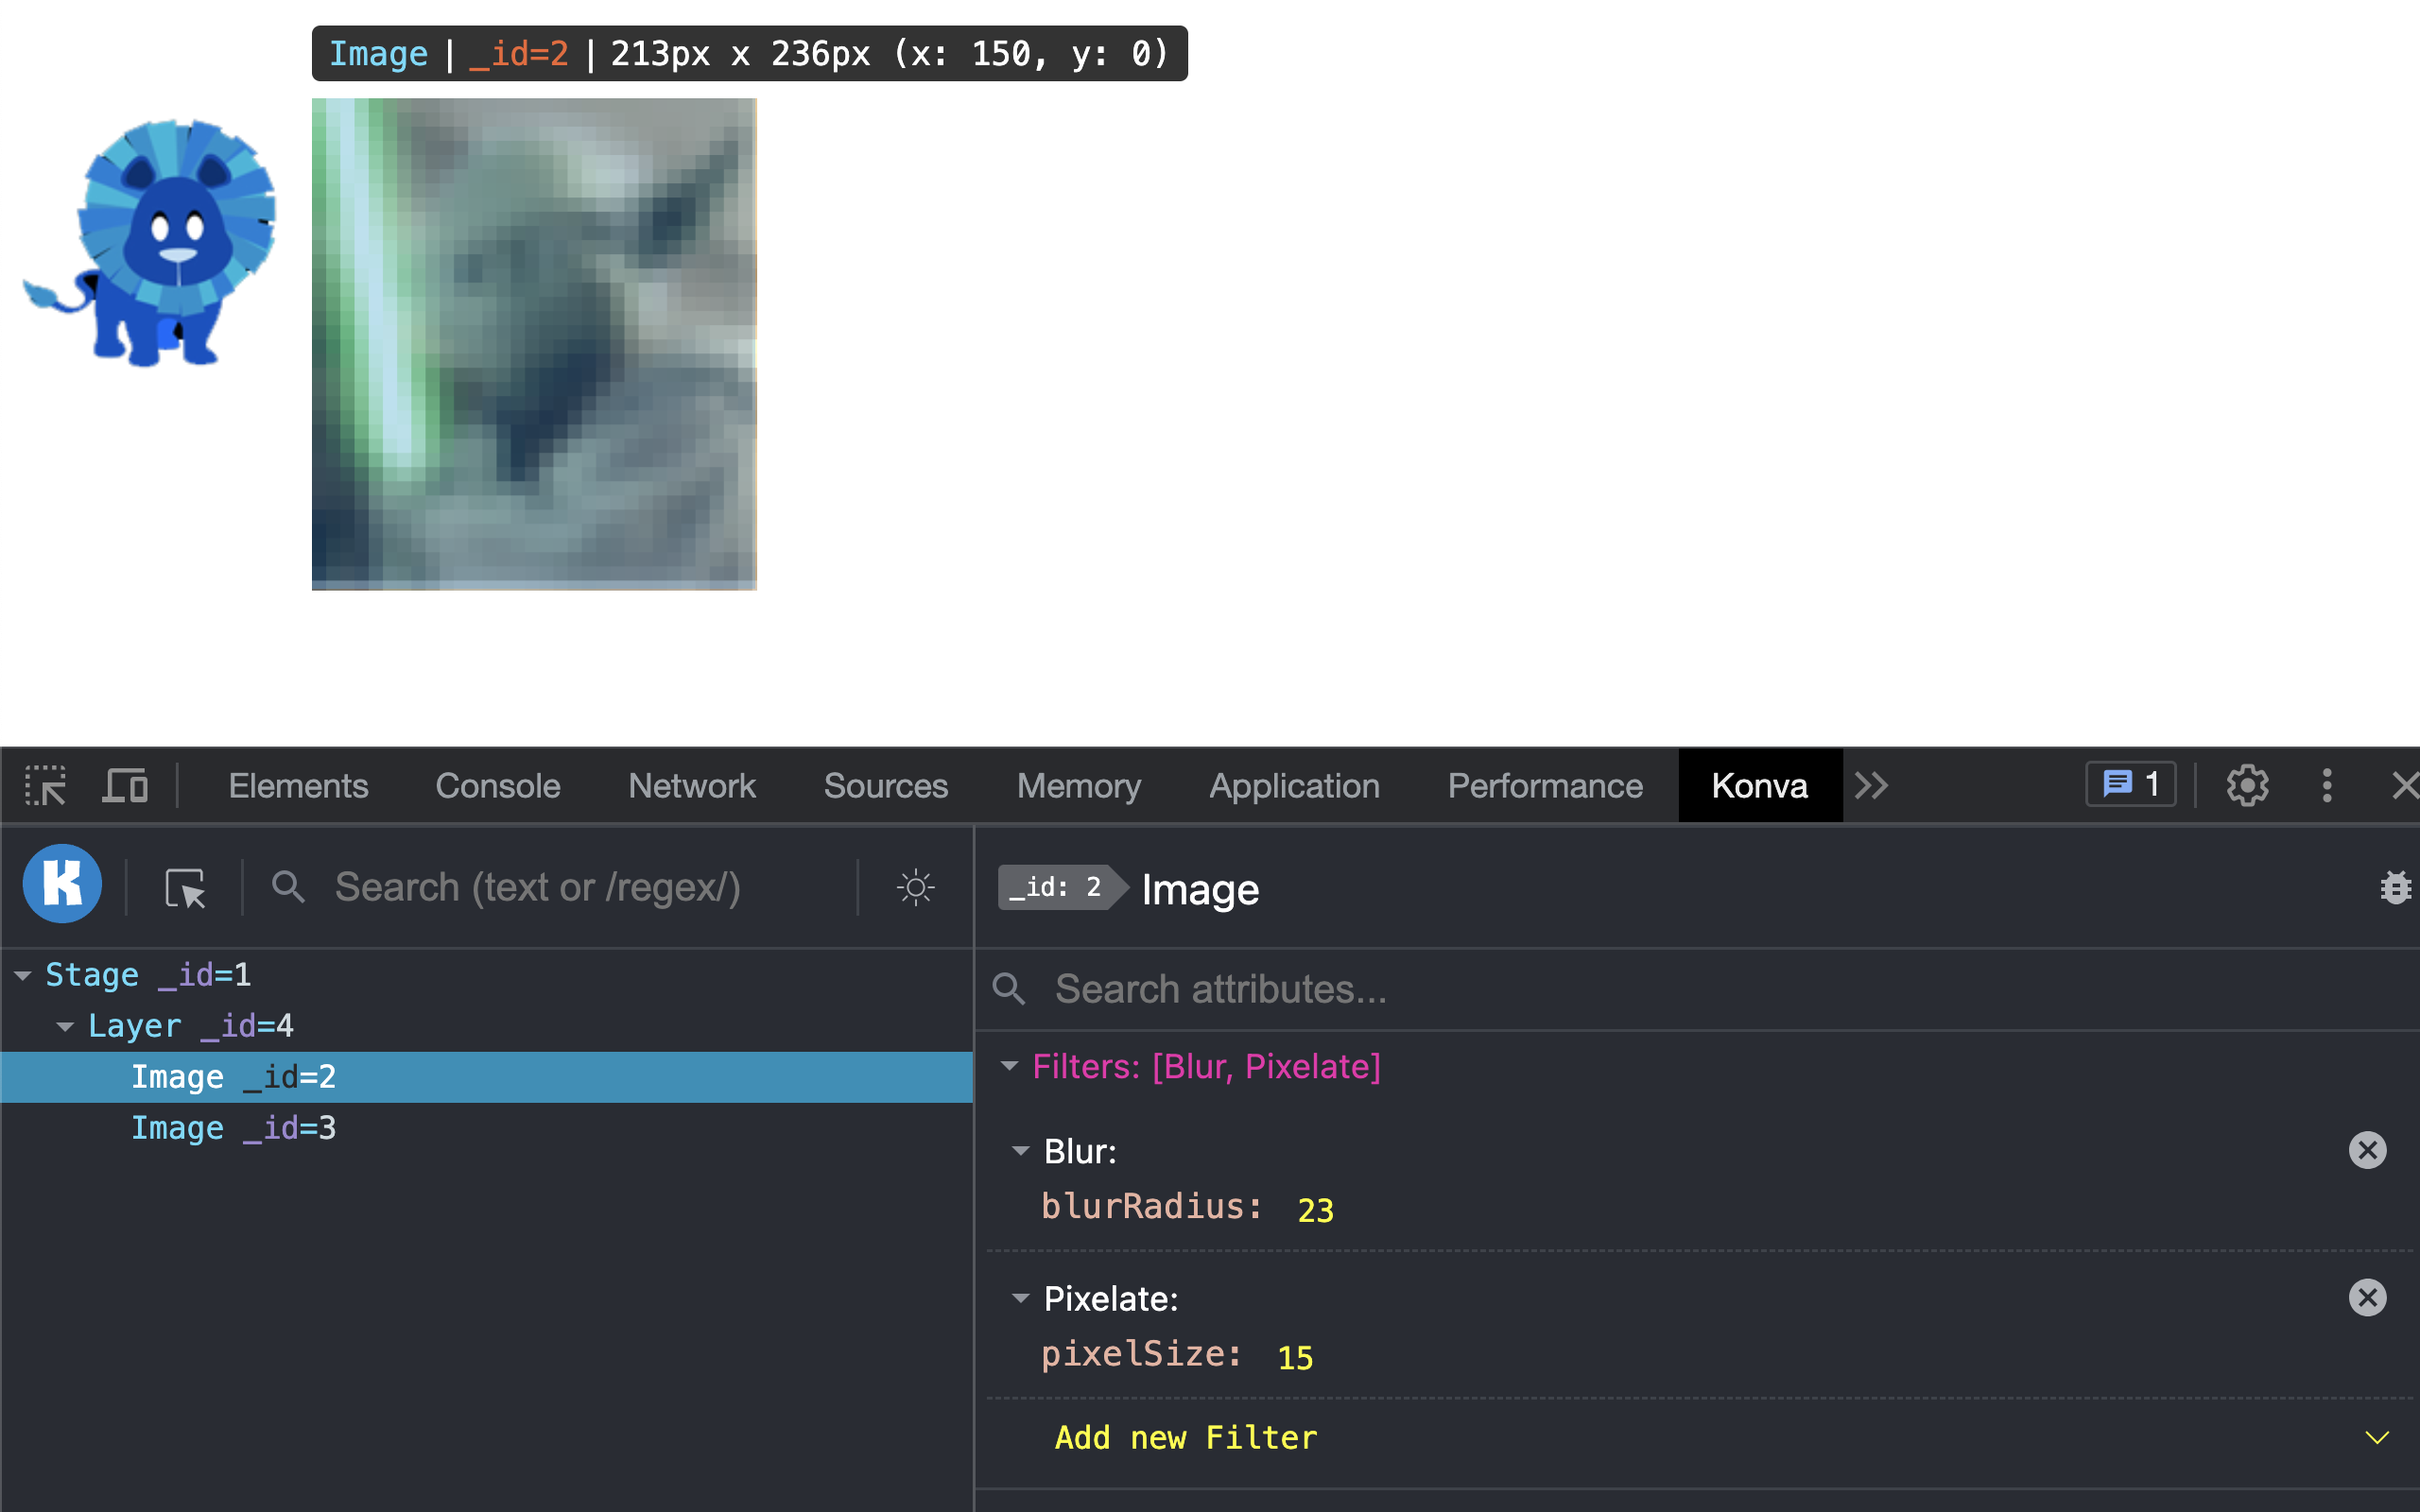 Image | _id=2 | 213px x 236px (x: 150, y: 0)
Elements Console Network Sources Memory Application Performance Konva 1
K Search (text or /regex/) _id: 2 Image
Stage _id=1
Layer _id=4
Image _id=2
Image _id=3
Search attributes...
Filters: [Blur, Pixelate]
Blur:
blurRadius: 23
Pixelate:
pixelSize: 15
Add new Filter